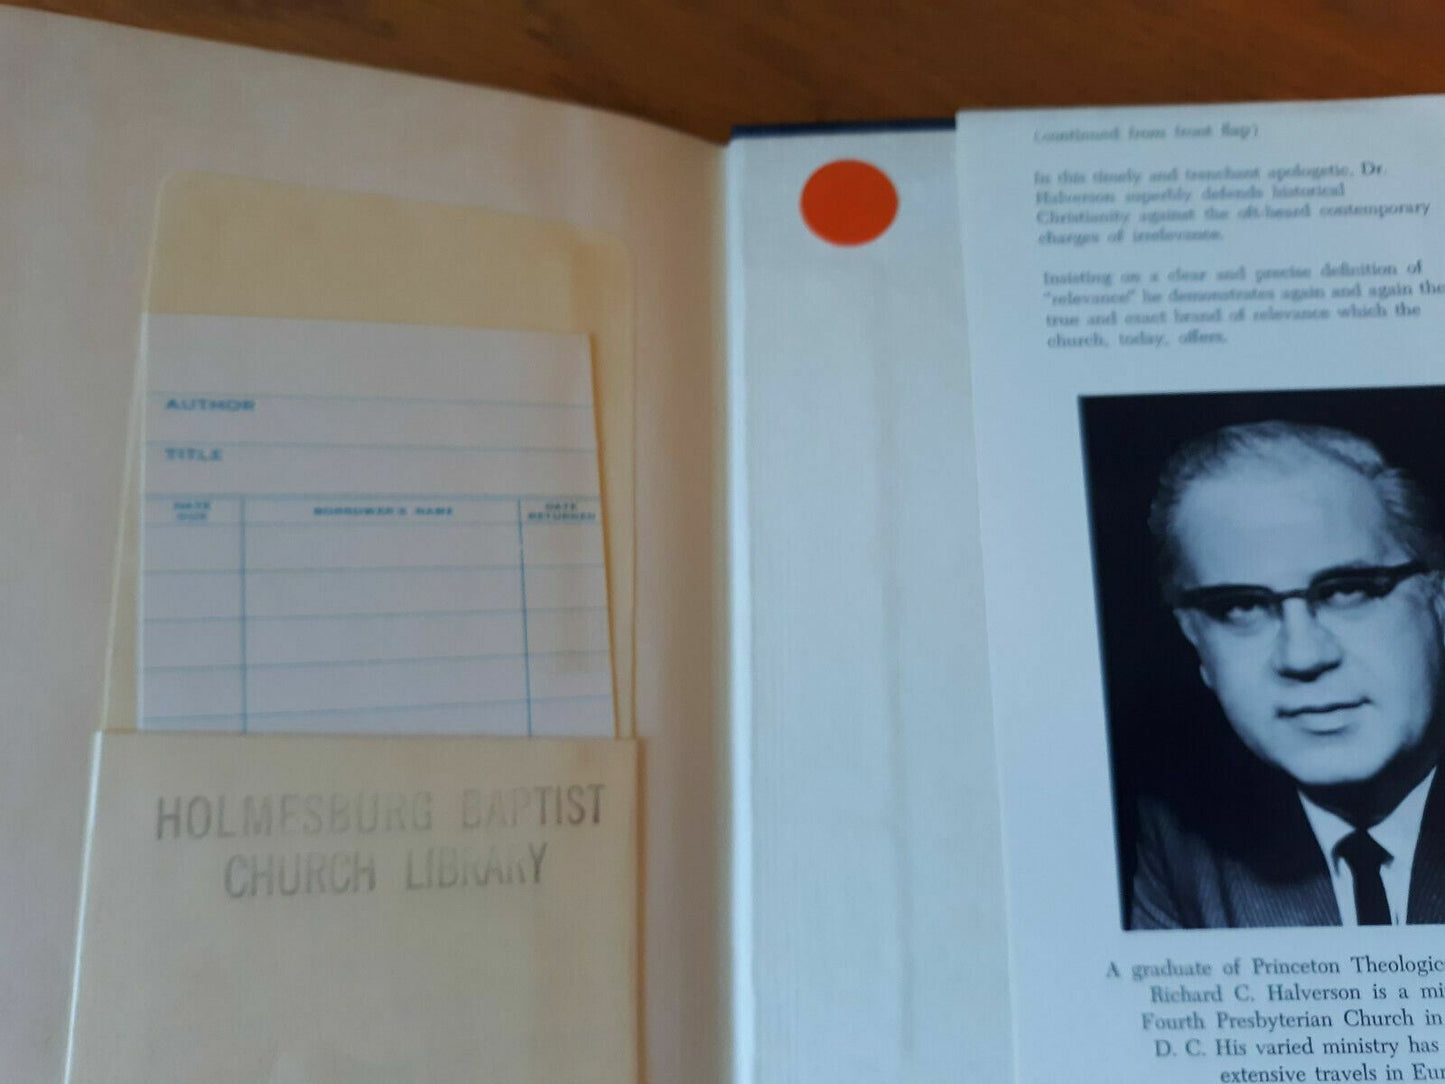 AUTHOR
TITLE
DATE DUE
BORROWER'S NAME
DATE RETURNED
HOLMESBURG BAPTIST
CHURCH LIBRARY
(continued from front flap)
In this timely and trenchant apologetic, Dr.
Halverson superbly defends historical
Christianity against the oft-heard contemporary
charges of irrelevance.
Insisting on a clear and precise definition of
"relevance" he demonstrates again and again the
true and exact brand of relevance which the
church, today, offers.
A graduate of Princeton Theologic
Richard C. Halverson is a mi
Fourth Presbyterian Church in
D. C. His varied ministry has
extensive travels in Eur